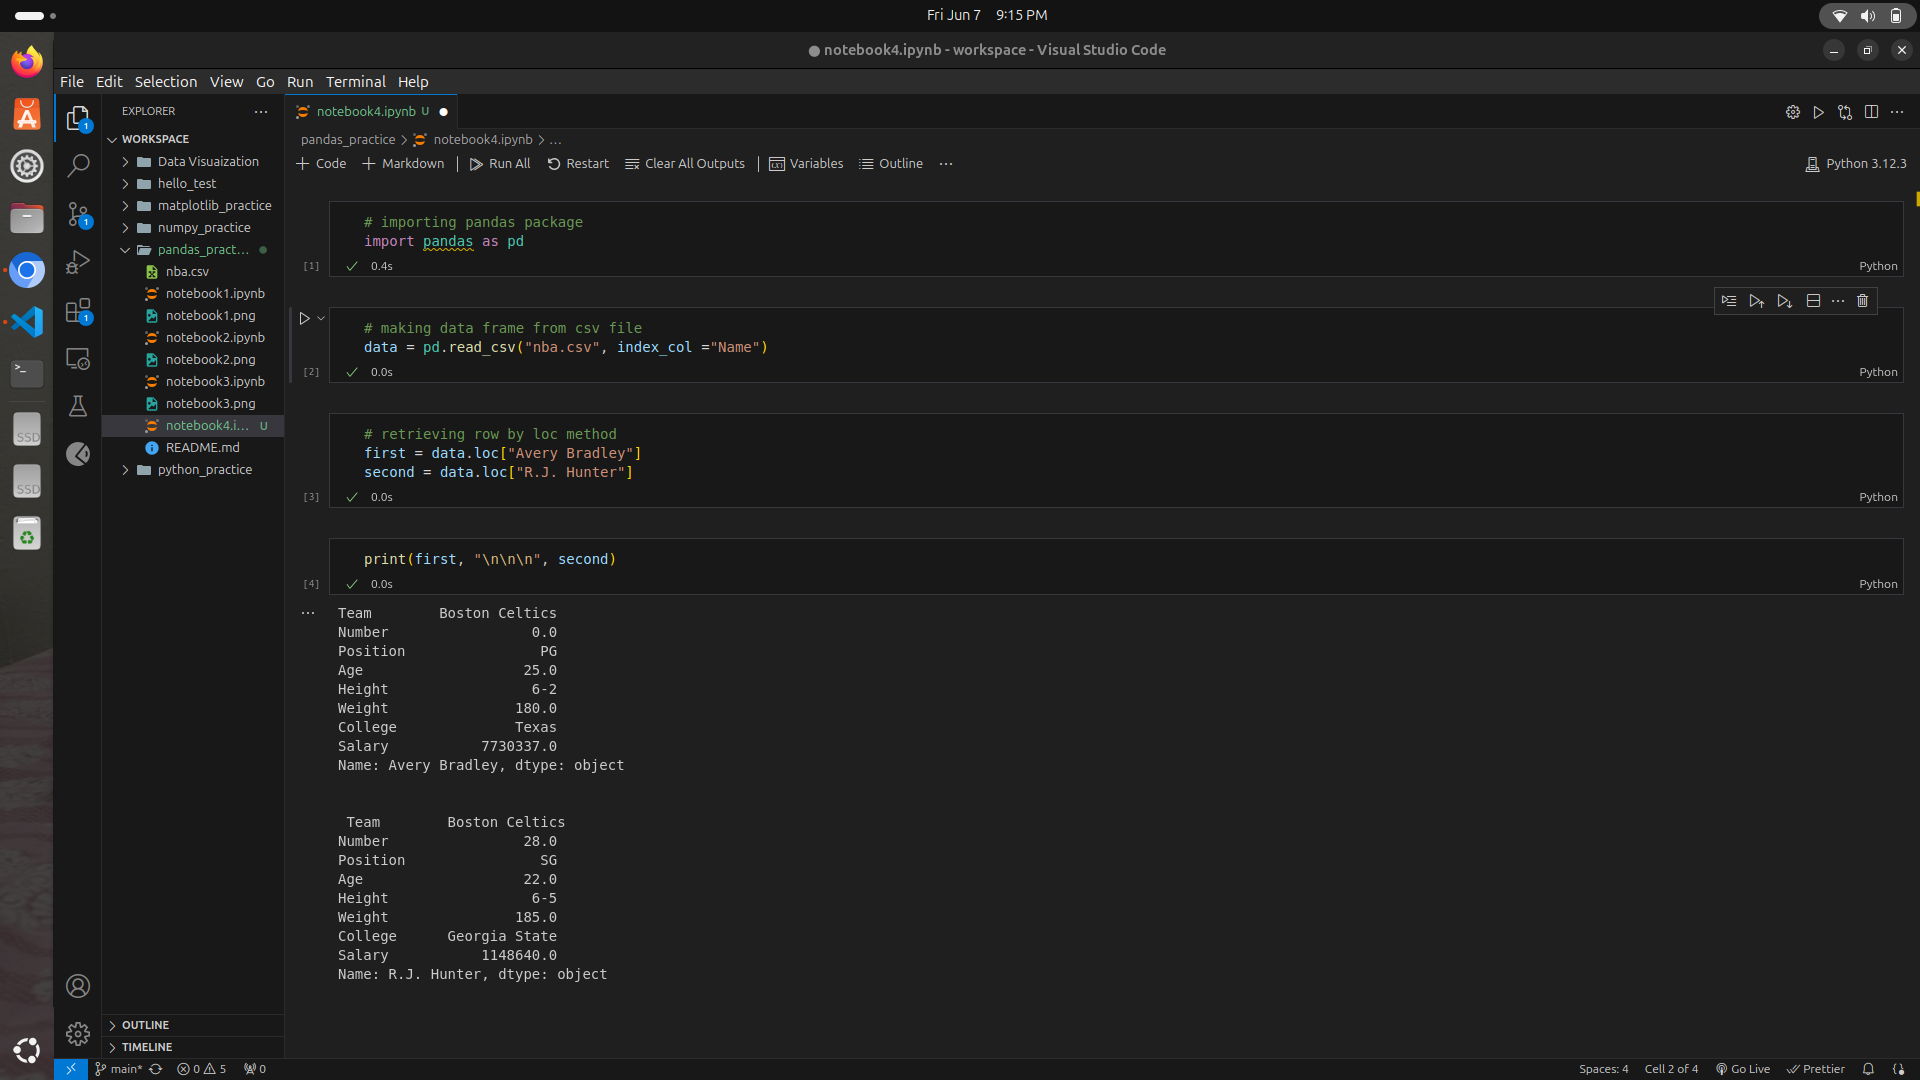 Fri Jun 7 9:15 PM
● notebook4.ipynb - workspace - Visual Studio Code
File Edit Selection View Go Run Terminal Help
EXPLORER
WORKSPACE
Data Visuaization
hello_test
matplotlib_practice
numpy_practice
pandas_pract...
nba.csv
notebook1.ipynb
notebook1.png
notebook2.ipynb
notebook2.png
notebook3.ipynb
notebook3.png
notebook4.i... U
README.md
python_practice
OUTLINE
TIMELINE
notebook4.ipynb U
pandas_practice > notebook4.ipynb > ...
+ Code + Markdown | Run All Restart Clear All Outputs | Variables Outline ... Python 3.12.3
# importing pandas package
import pandas as pd
[1] 0.4s Python
# making data frame from csv file
data = pd.read_csv("nba.csv", index_col ="Name")
[2] 0.0s Python
# retrieving row by loc method
first = data.loc["Avery Bradley"]
second = data.loc["R.J. Hunter"]
[3] 0.0s Python
print(first, "\n\n\n", second)
[4] 0.0s Python
Team Boston Celtics
Number 0.0
Position PG
Age 25.0
Height 6-2
Weight 180.0
College Texas
Salary 7730337.0
Name: Avery Bradley, dtype: object
Team Boston Celtics
Number 28.0
Position SG
Age 22.0
Height 6-5
Weight 185.0
College Georgia State
Salary 1148640.0
Name: R.J. Hunter, dtype: object
SSD
SSD
1
1
1
main* 0 5 0 Spaces: 4 Cell 2 of 4 Go Live Prettier